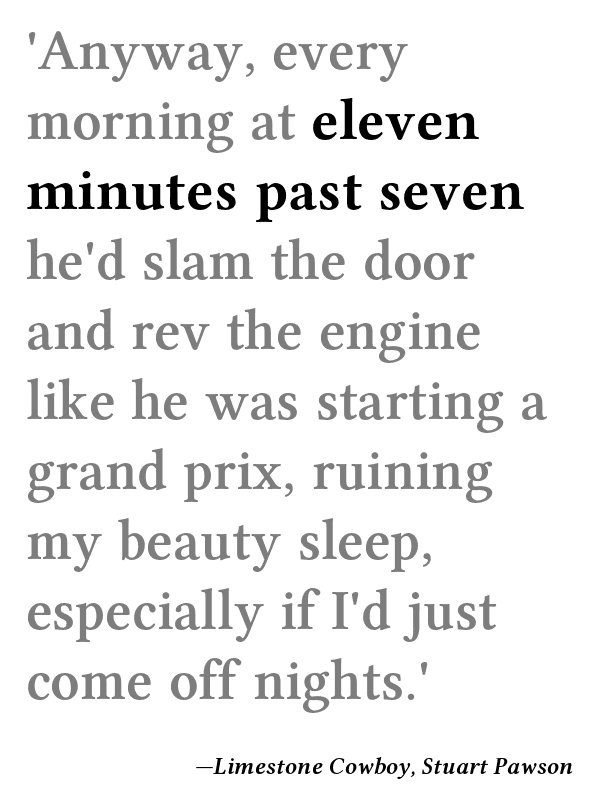 'Anyway, every
morning at eleven
minutes past seven
he'd slam the door
and rev the engine
like he was starting a
grand prix, ruining
my beauty sleep,
especially if I'd just
come off nights.'
—Limestone Cowboy, Stuart Pawson